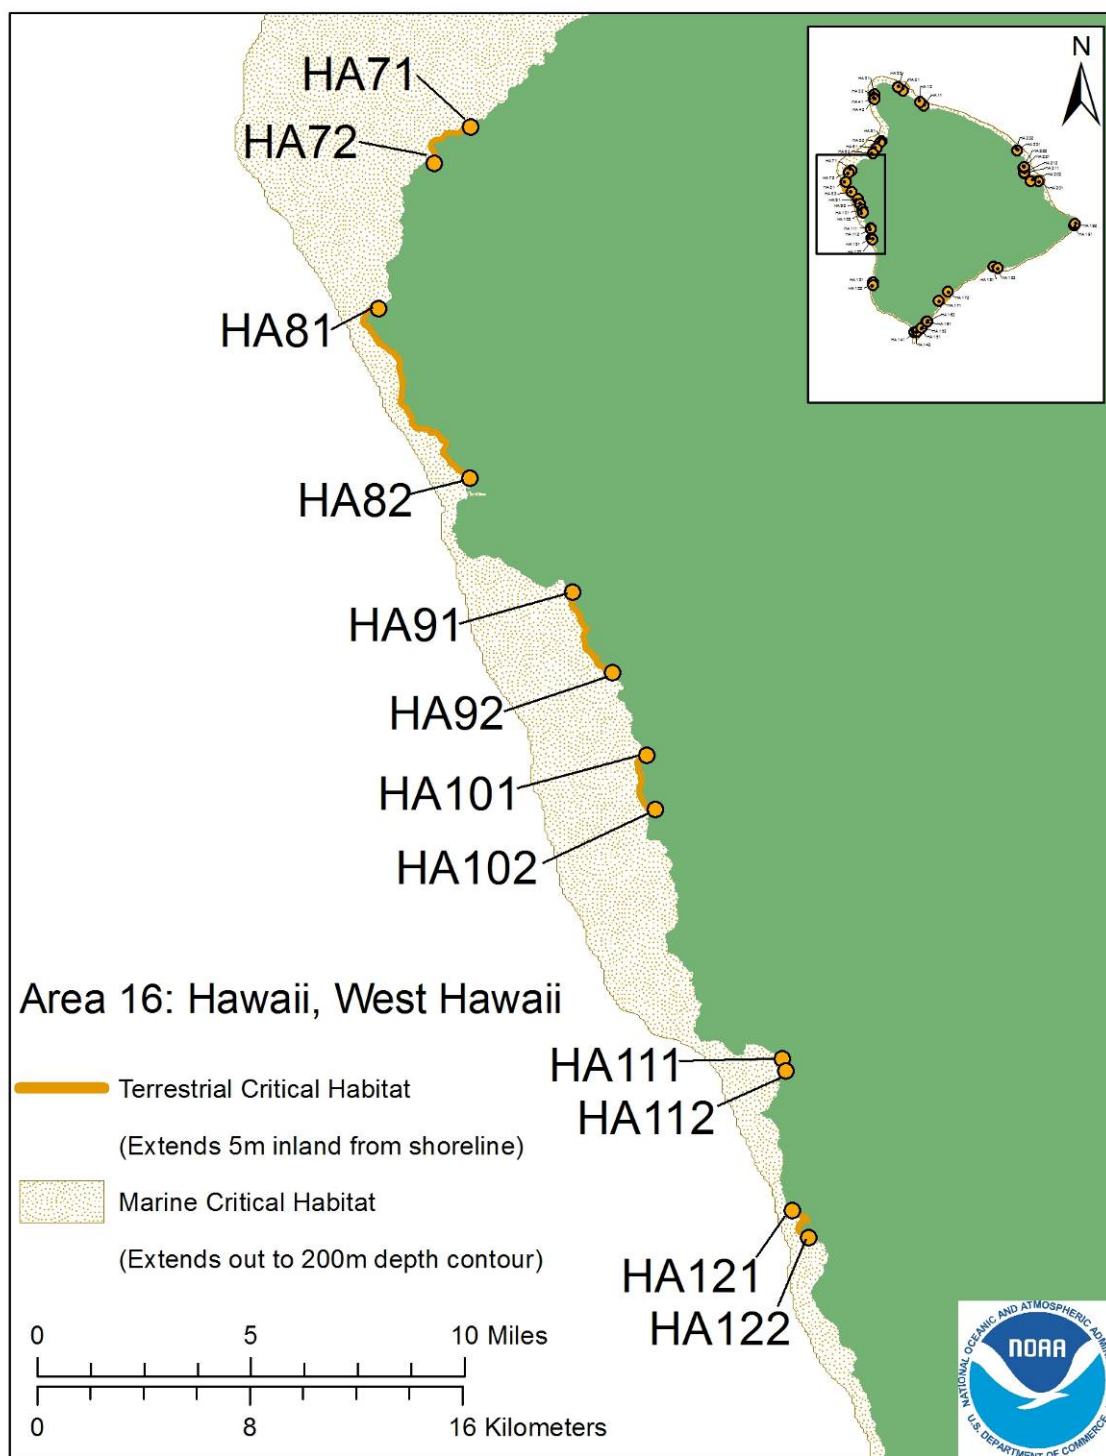 HA71
HA72
N
HA81
HA82
HA91
HA92
HA101
HA102
Area 16: Hawaii, West Hawaii
Terrestrial Critical Habitat
(Extends 5m inland from shoreline)
Marine Critical Habitat
(Extends out to 200m depth contour)
HA111
HA112
HA121
HA122
0 5 10 Miles
0 8 16 Kilometers
NATIONAL OCEANIC AND ATMOSPHERIC
NOAA
U.S. DEPARTMENT OF COMMERCE